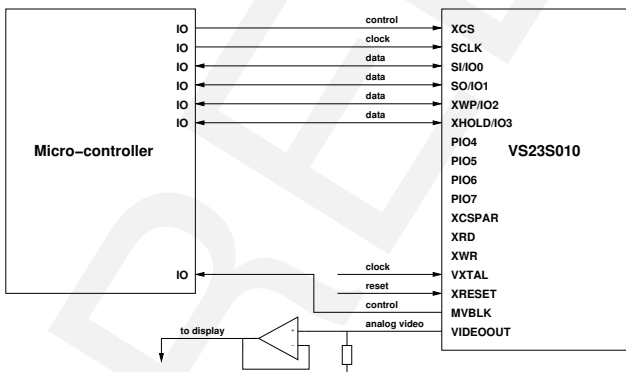 control
IO
XCS
clock
IO
SCLK
data
IO
SI/IO0
data
IO
SO/IO1
data
IO
XWP/IO2
data
IO
XHOLD/IO3
PIO4
Micro–controller
VS23S010
PIO5
PIO6
PIO7
XCSPAR
XRD
XWR
clock
IO
VXTAL
reset
XRESET
control
MVBLK
to display
+
analog video
VIDEOOUT
–